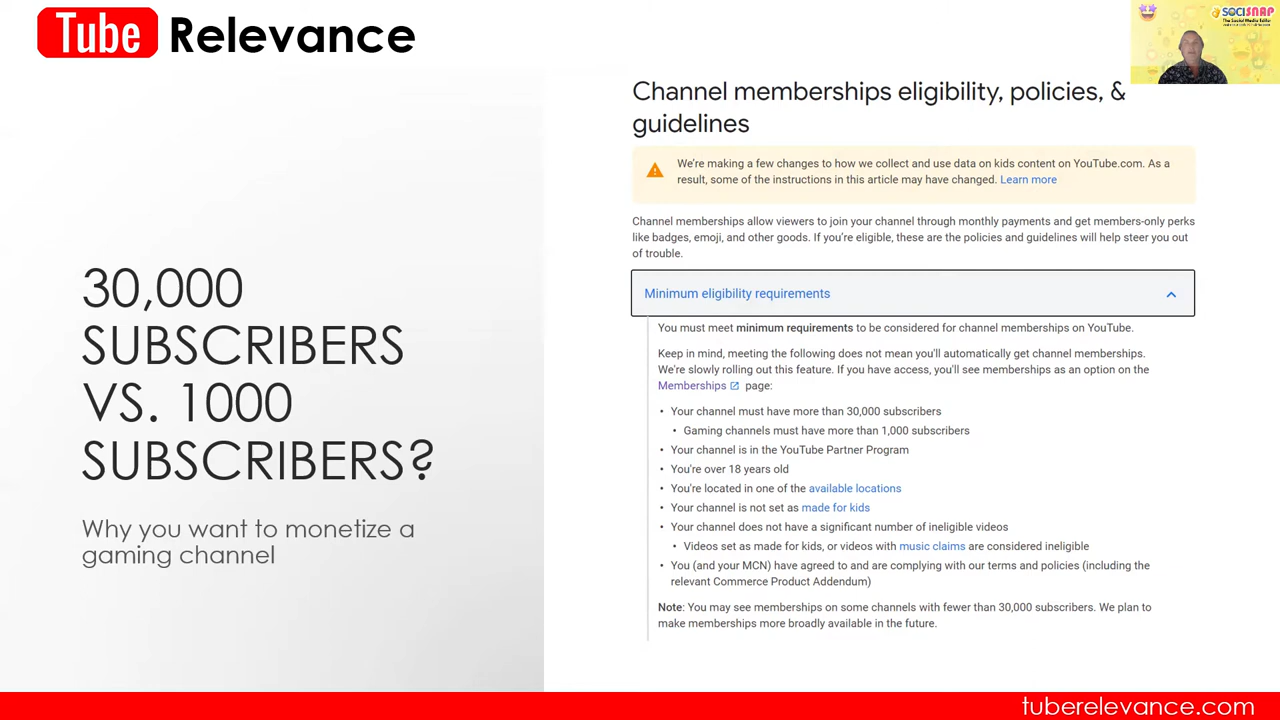 Tube Relevance
SOCISNAP
The Social Media Editor
30,000
SUBSCRIBERS
VS. 1000
SUBSCRIBERS?
Why you want to monetize a
gaming channel
Channel memberships eligibility, policies, &
guidelines
We're making a few changes to how we collect and use data on kids content on YouTube.com. As a
result, some of the instructions in this article may have changed. Learn more
Channel memberships allow viewers to join your channel through monthly payments and get members-only perks
like badges, emoji, and other goods. If you're eligible, these are the policies and guidelines will help steer you out
of trouble.
Minimum eligibility requirements
You must meet minimum requirements to be considered for channel memberships on YouTube.
Keep in mind, meeting the following does not mean you'll automatically get channel memberships.
We're slowly rolling out this feature. If you have access, you'll see memberships as an option on the
Memberships page:
• Your channel must have more than 30,000 subscribers
• Gaming channels must have more than 1,000 subscribers
• Your channel is in the YouTube Partner Program
• You're over 18 years old
• You're located in one of the available locations
• Your channel is not set as made for kids
• Your channel does not have a significant number of ineligible videos
• Videos set as made for kids, or videos with music claims are considered ineligible
• You (and your MCN) have agreed to and are complying with our terms and policies (including the
relevant Commerce Product Addendum)
Note: You may see memberships on some channels with fewer than 30,000 subscribers. We plan to
make memberships more broadly available in the future.
tuberelevance.com